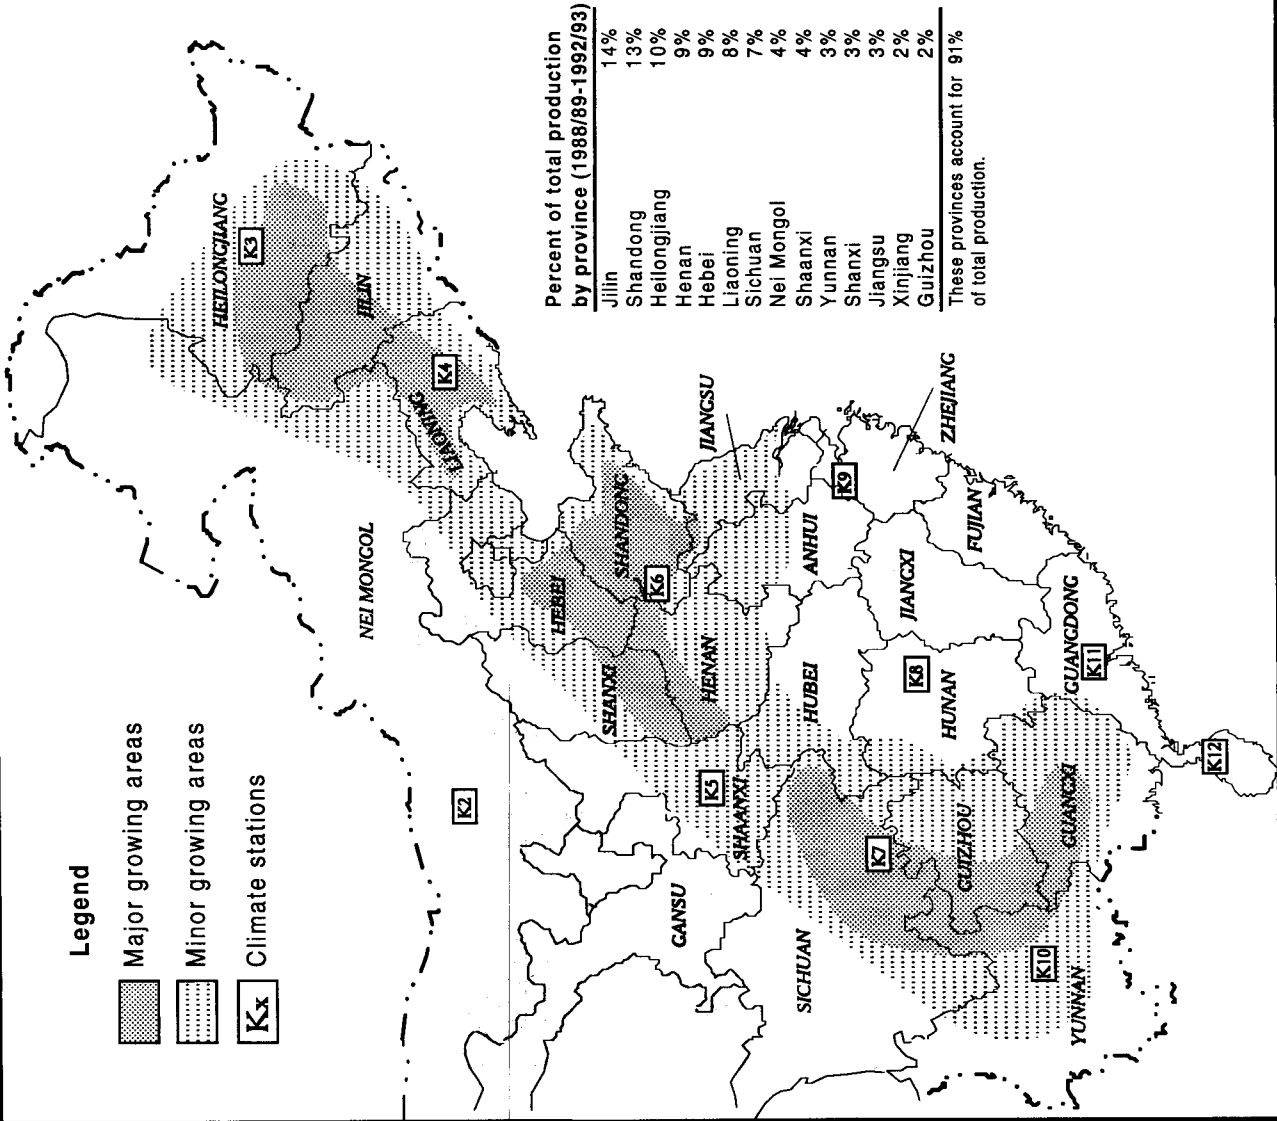 Legend
Major growing areas
Minor growing areas
Kx Climate stations
HEILONGJIANG
K3
JILIN
K4
LIAONING
NEI MONGOL
K2
HEBEI
SHANDONG
K6
SHANXI
HENAN
JIANGSU
K5
SHAANXI
GANSU
ANHUI
K9
ZHEJIANG
HUBEI
SICHUAN
K7
JIANGXI
FUJIAN
K8
HUNAN
GUIZHOU
GUANGDONG
K11
GUANGXI
K10
YUNNAN
K12
Percent of total production
by province (1988/89-1992/93)
Jilin 14%
Shandong 13%
Heilongjiang 10%
Henan 9%
Hebei 9%
Liaoning 8%
Sichuan 7%
Nei Mongol 4%
Shaanxi 4%
Yunnan 3%
Shanxi 3%
Jiangsu 3%
Xinjiang 2%
Guizhou 2%
These provinces account for 91%
of total production.